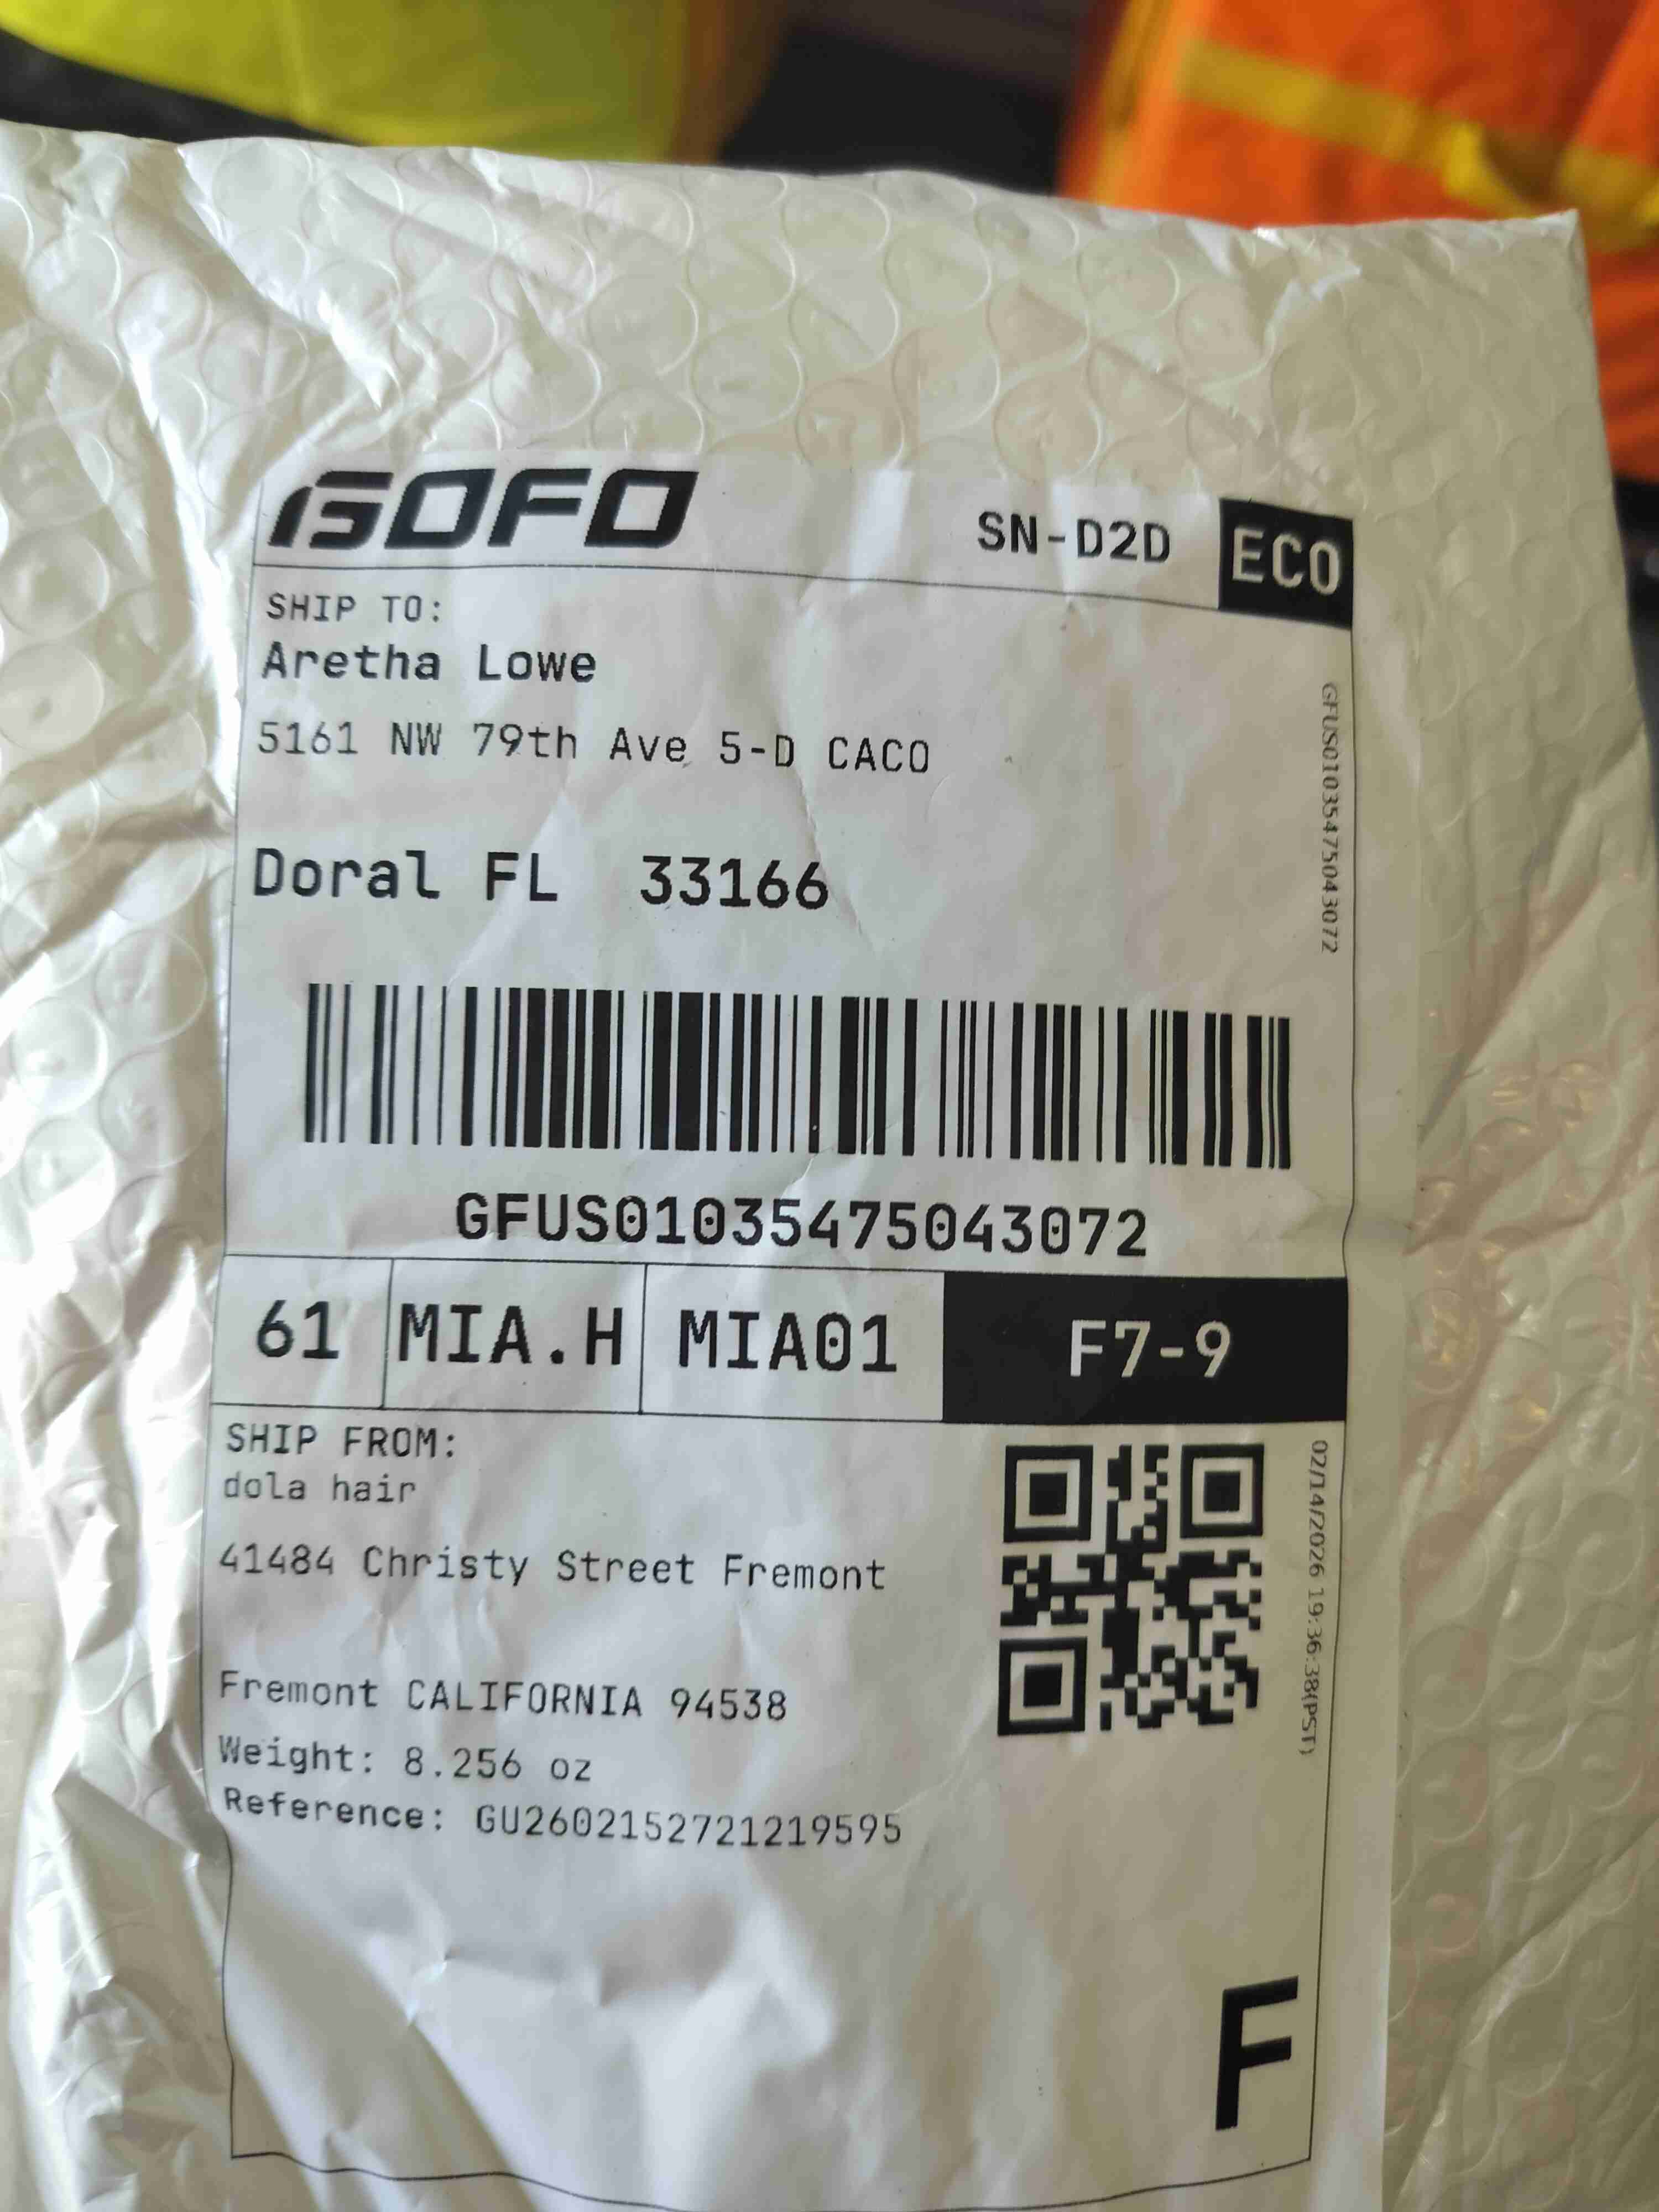 GOFO
SN-D2D
ECO
SHIP TO:
Aretha Lowe
5161 NW 79th Ave 5-D CACO
Doral FL 33166
GFUS01035475043072
GFUS01035475043072
61
MIA.H
MIA01
F7-9
SHIP FROM:
dola hair
41484 Christy Street Fremont
Fremont CALIFORNIA 94538
Weight: 8.256 oz
Reference: GU2602152721219595
02/14/2026 19:36:38(PST)
F